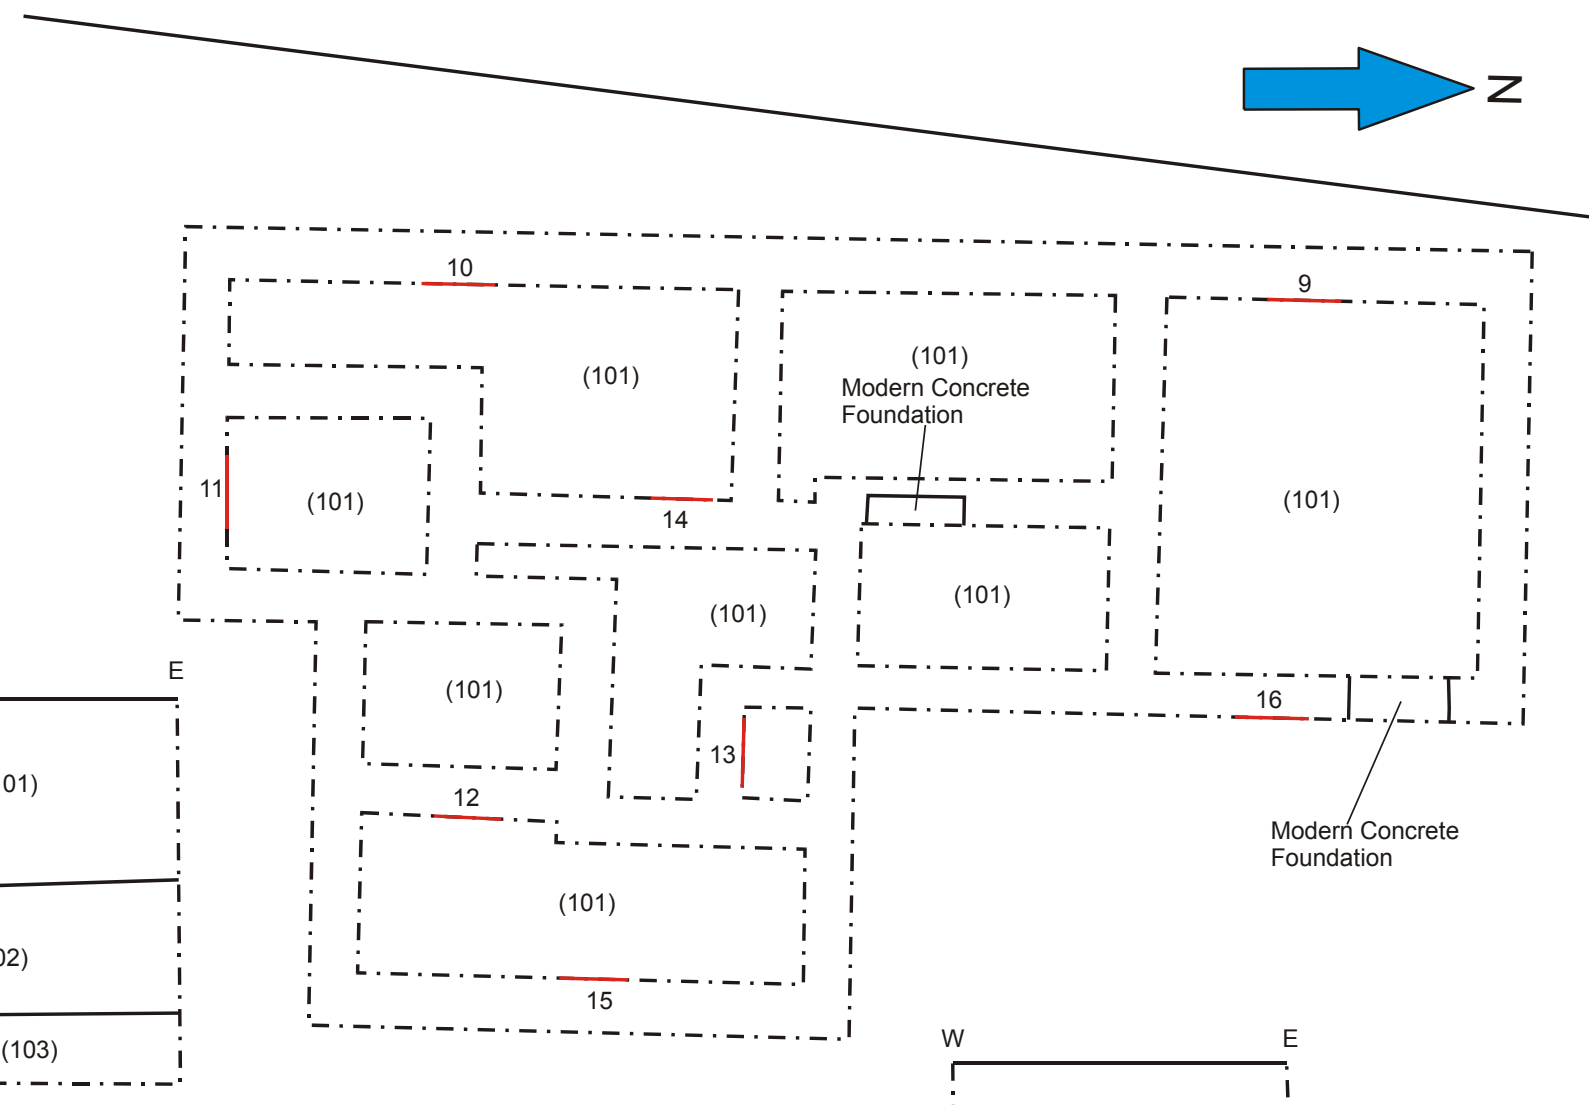 N
10
9
(101)
(101)
Modern Concrete
Foundation
11
(101)
(101)
14
(101)
(101)
E
(101)
16
13
01)
12
Modern Concrete
Foundation
(101)
02)
15
W
E
(103)